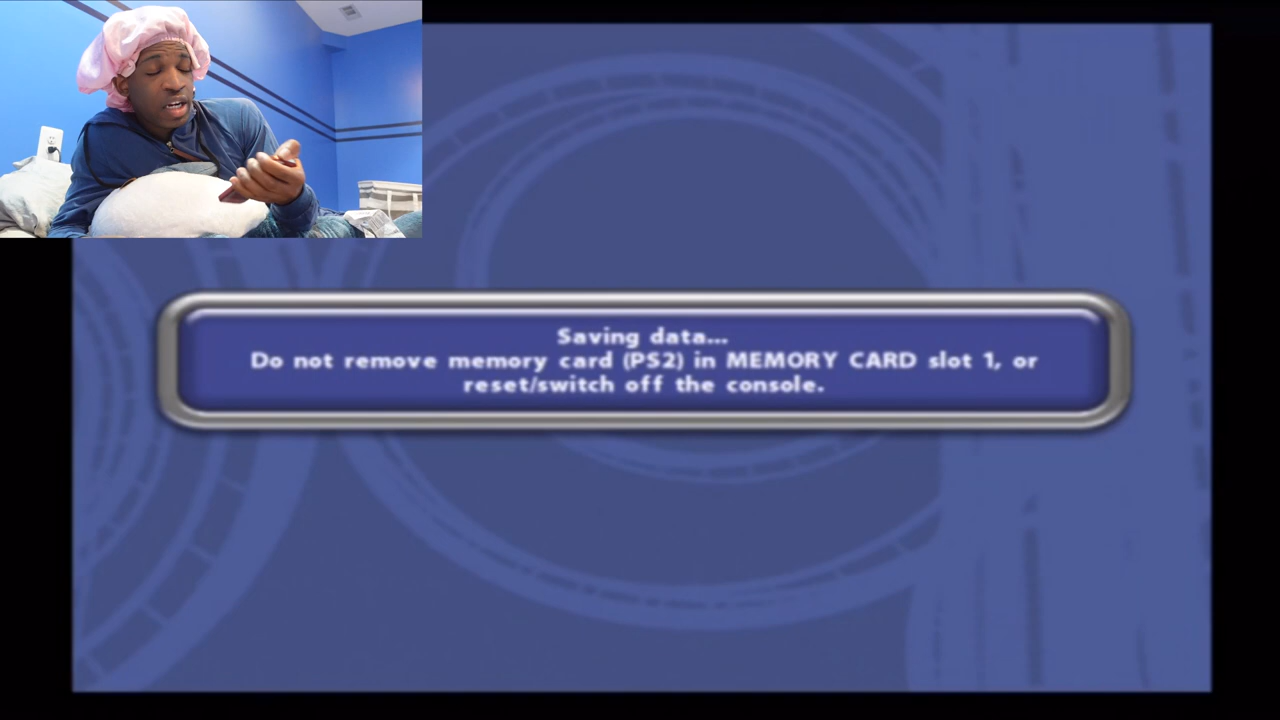 Saving data...
Do not remove memory card (PS2) in MEMORY CARD slot 1, or
reset/switch off the console.